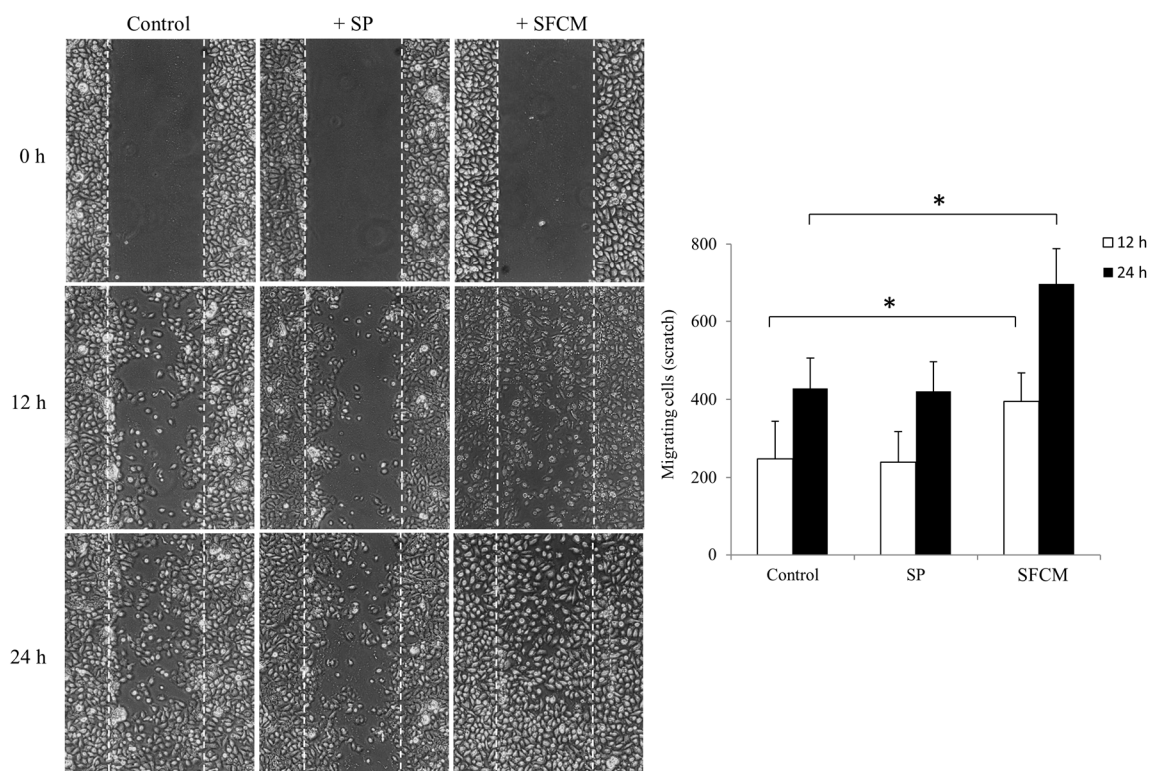 Control + SP + SFCM
0 h
12 h
24 h
*
*
12 h
24 h
Migrating cells (scratch)
800
600
400
200
0
Control SP SFCM